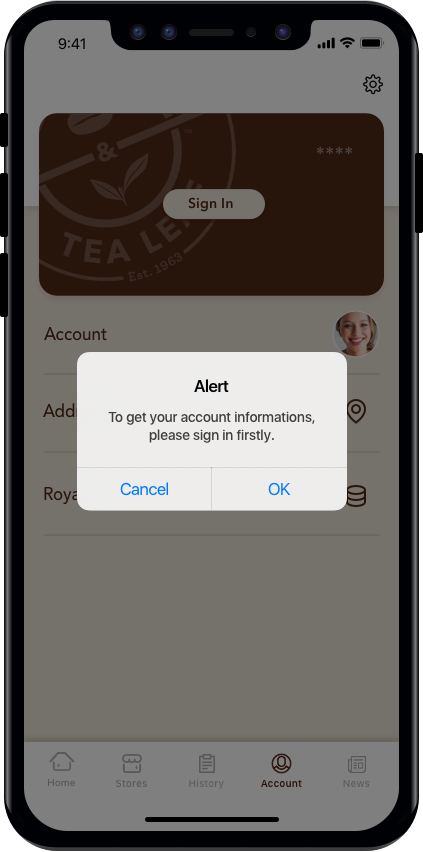 9:41
&
TM
****
Sign In
TEA LE
Est. 1963
Account
Add
Alert
To get your account informations,
please sign in firstly.
Roya
Cancel
OK
Home
Stores
History
Account
News